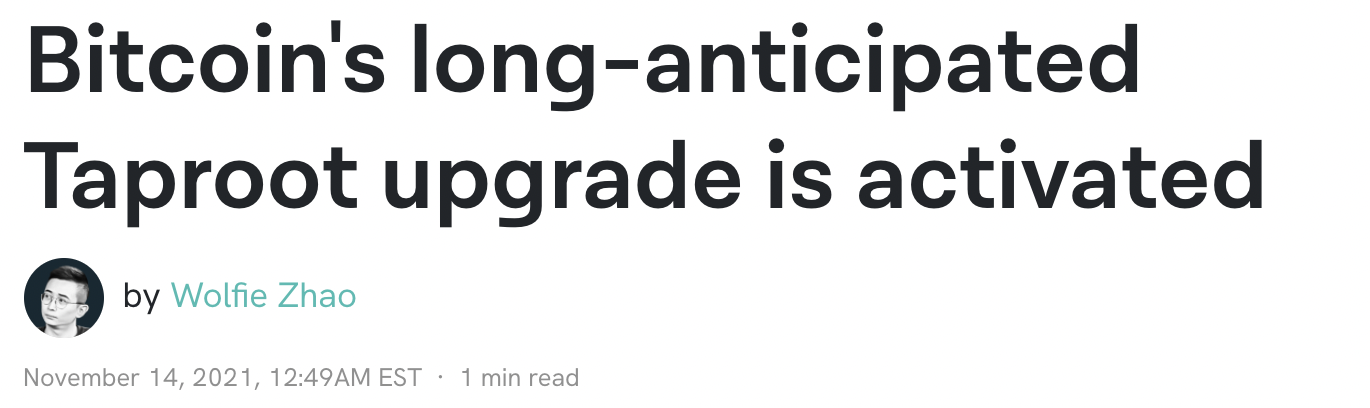 Bitcoin's long-anticipated
Taproot upgrade is activated
by Wolfie Zhao
November 14, 2021, 12:49AM EST · 1 min read